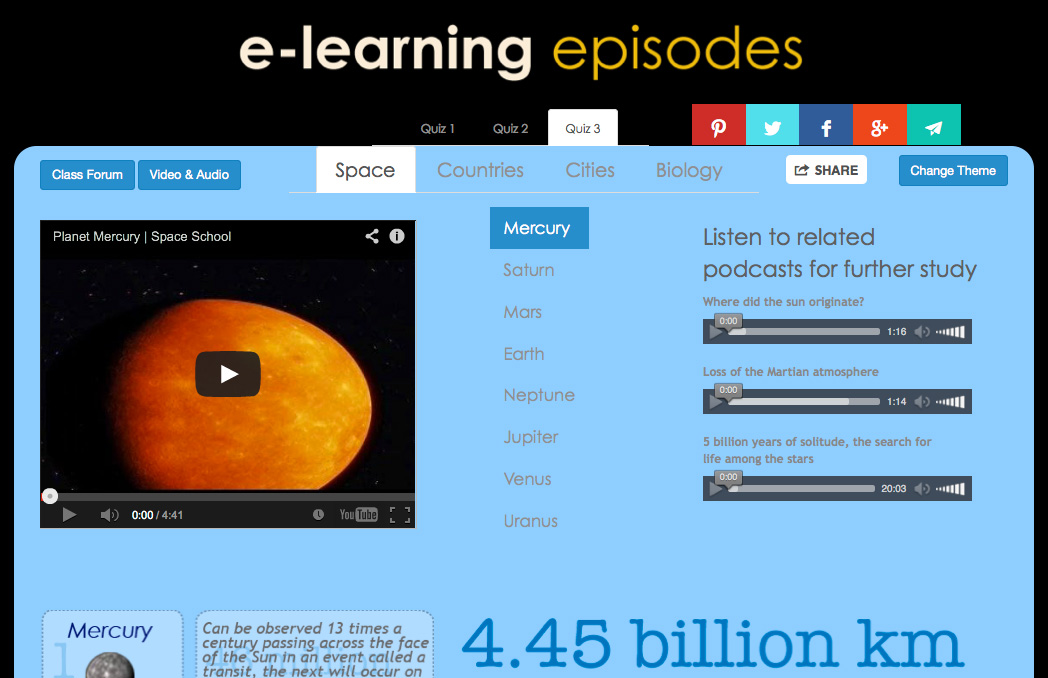 e-learning episodes
Quiz 1
Quiz 2
Quiz 3
Class Forum
Video & Audio
Space
Countries
Cities
Biology
SHARE
Change Theme
Planet Mercury | Space School
0:00 / 4:41
YouTube
Mercury
Saturn
Mars
Earth
Neptune
Jupiter
Venus
Uranus
Listen to related
podcasts for further study
Where did the sun originate?
0:00
1:16
Loss of the Martian atmosphere
0:00
1:14
5 billion years of solitude, the search for
life among the stars
0:00
20:03
Mercury
1
Can be observed 13 times a
century passing across the face
of the Sun in an event called a
transit, the next will occur on
4.45 billion km